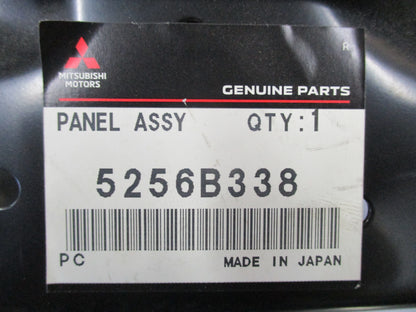 MITSUBISHI
MOTORS
R
GENUINE PARTS
PANEL ASSY QTY:1
5256B338
PC MADE IN JAPAN